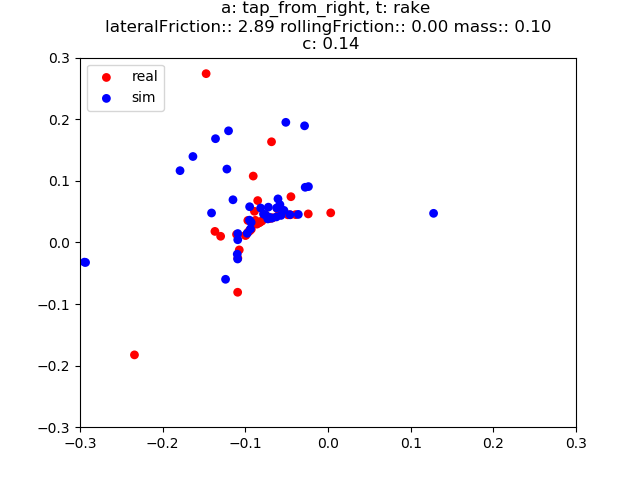 a: tap_from_right, t: rake
lateralFriction:: 2.89 rollingFriction:: 0.00 mass:: 0.10
c: 0.14
real
sim
0.3
0.2
0.1
0.0
−0.1
−0.2
−0.3
−0.3 −0.2 −0.1 0.0 0.1 0.2 0.3